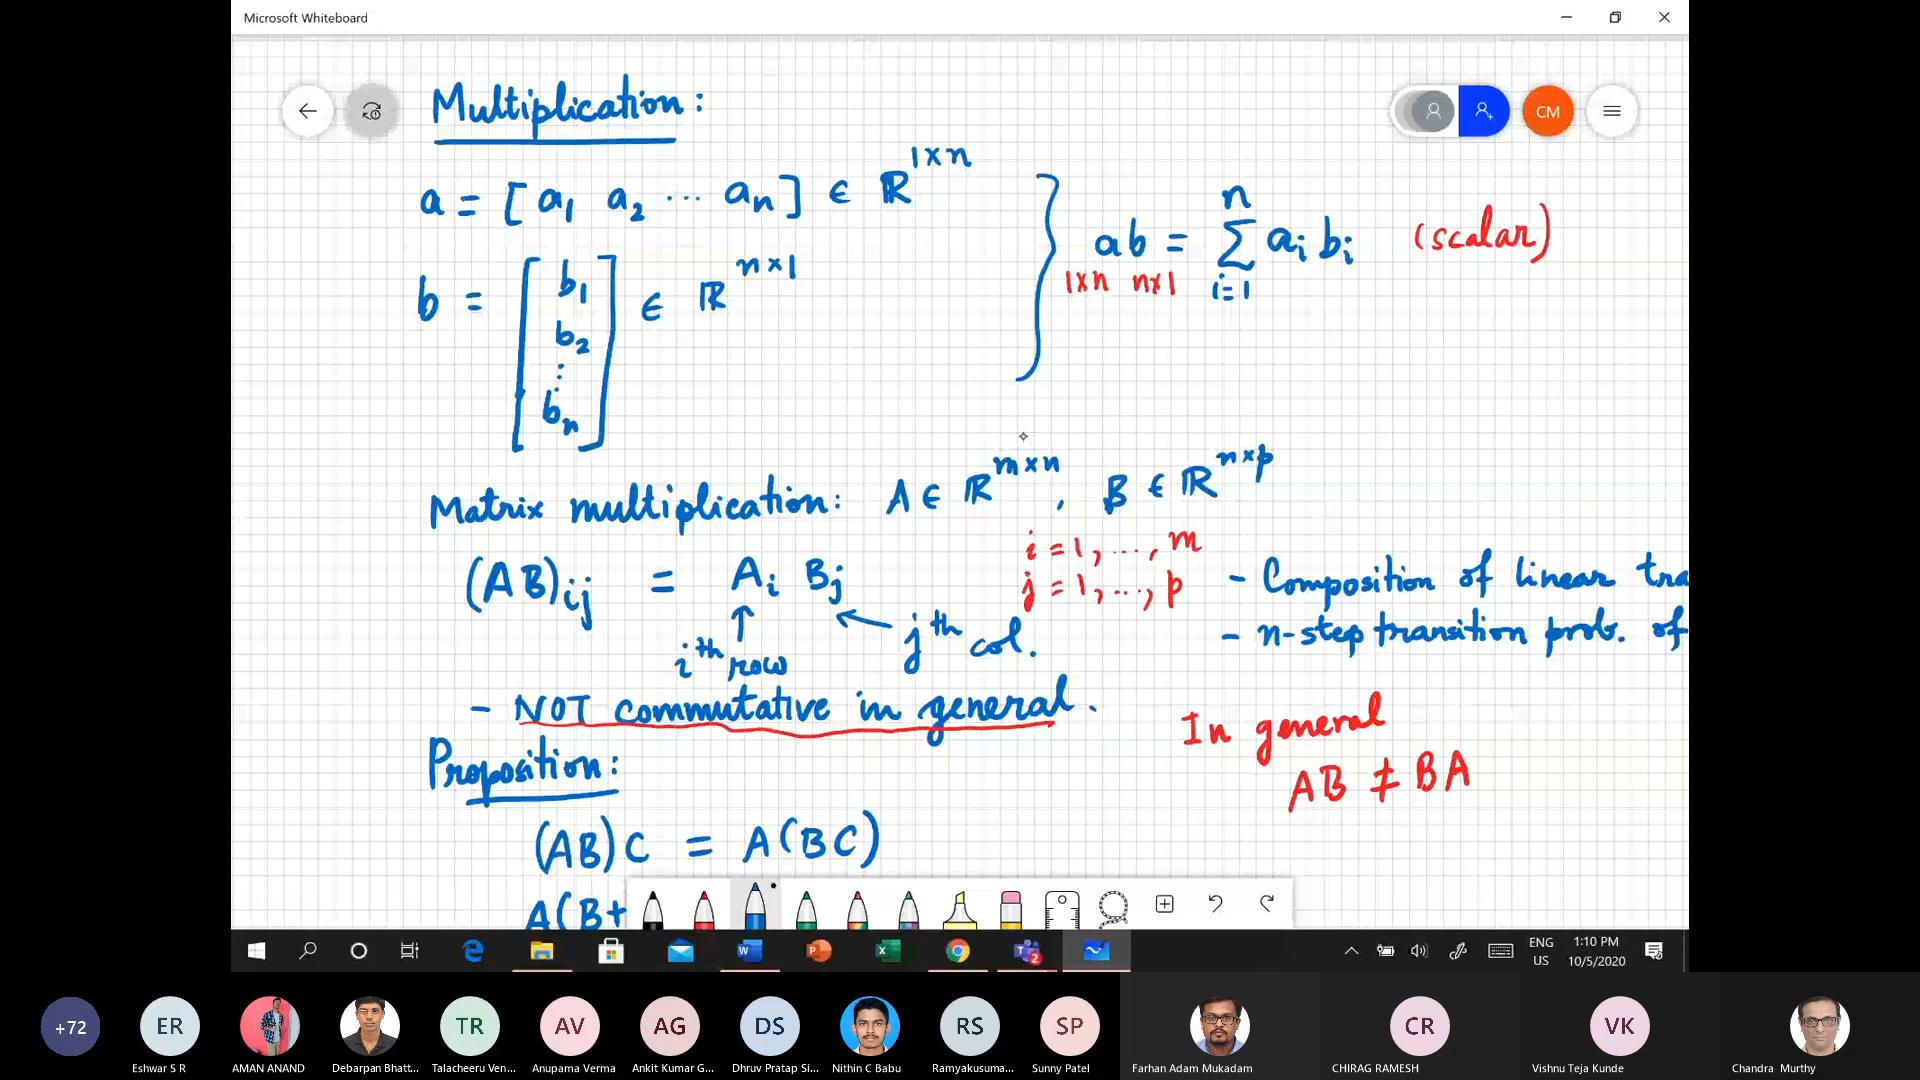 Microsoft Whiteboard
CM
Multiplication:
a = [ a₁ a₂ ... aₙ ] ∈ ℝ^{1×n}
b = [ b₁ b₂ ⋮ bₙ ] ∈ ℝ^{n×1}
ab = ∑_{i=1}^{n} aᵢ bᵢ (scalar)
1×n n×1
Matrix multiplication: A ∈ ℝ^{m×n}, B ∈ ℝ^{n×p}
i = 1, ..., m
j = 1, ..., p
(AB)ᵢⱼ = Aᵢ Bⱼ
ith row
jth col.
- Composition of linear tra
- n-step transition prob. of
- NOT commutative in general.
In general
AB ≠ BA
Proposition:
(AB)C = A(BC)
A(B+
2
ENG
US
1:10 PM
10/5/2020
+72
ER
TR
AV
AG
DS
RS
SP
CR
VK
Eshwar S R
AMAN ANAND
Debarpan Bhatt...
Talacheeru Ven...
Anupama Verma
Ankit Kumar G...
Dhruv Pratap Si...
Nithin C Babu
Ramyakusuma...
Sunny Patel
Farhan Adam Mukadam
CHIRAG RAMESH
Vishnu Teja Kunde
Chandra Murthy